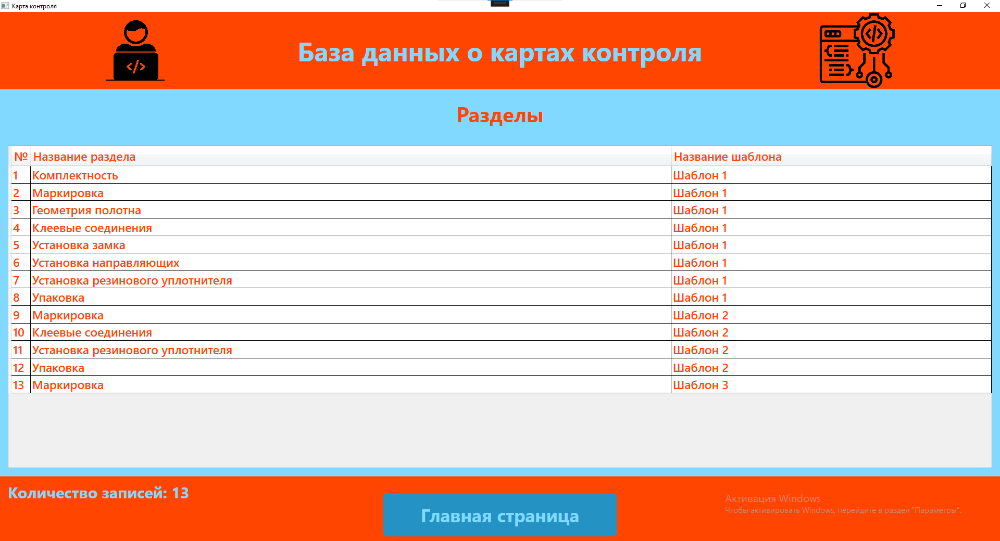 Карта контроля
База данных о картах контроля
Разделы
№ Название раздела Название шаблона
1 Комплектность Шаблон 1
2 Маркировка Шаблон 1
3 Геометрия полотна Шаблон 1
4 Клеевые соединения Шаблон 1
5 Установка замка Шаблон 1
6 Установка направляющих Шаблон 1
7 Установка резинового уплотнителя Шаблон 1
8 Упаковка Шаблон 1
9 Маркировка Шаблон 2
10 Клеевые соединения Шаблон 2
11 Установка резинового уплотнителя Шаблон 2
12 Упаковка Шаблон 2
13 Маркировка Шаблон 3
Количество записей: 13
Главная страница
Активация Windows
Чтобы активировать Windows, перейдите в раздел "Параметры".